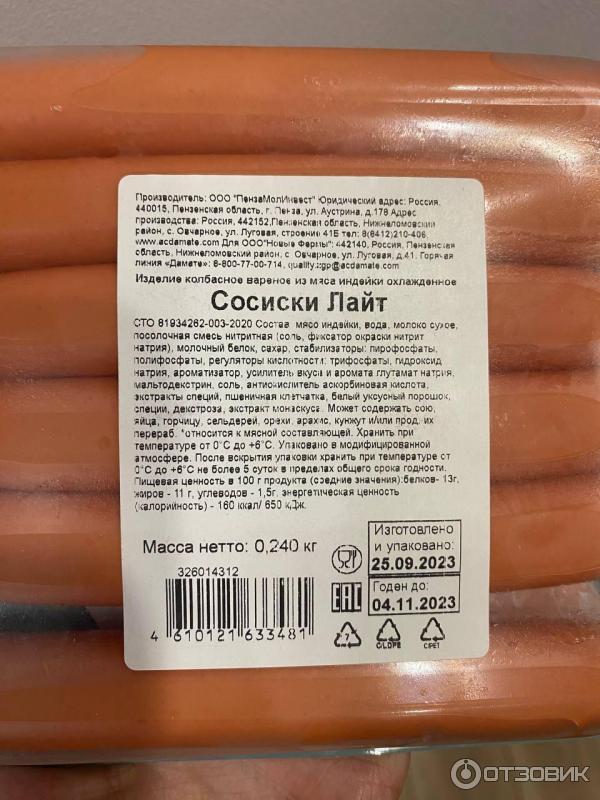 Производитель: ООО "ПензаМолИнвест" Юридический адрес: Россия,
440015, Пензенская область, г. Пенза, ул. Аустрина, д.178 Адрес
производства: Россия, 442152,Пензенская область, Нижнеломовский
район, с. Овчарное, ул. Луговая, строение 41Б тел: 8(8412)210-406,
www.acdamate.com Для ООО"Новые Фермы": 442140, Россия, Пензенская
область, Нижнеломовский район, с. Овчарное, ул. Луговая, д.41. Горячая
линия «Дамате»: 8-800-77-00-714, quality.zgp@acdamate.com
Изделие колбасное вареное из мяса индейки охлажденное
Сосиски Лайт
СТО 81934262-003-2020 Состав: мясо индейки, вода, молоко сухое,
посолочная смесь нитритная (соль, фиксатор окраски нитрит
натрия), молочный белок, сахар, стабилизаторы: пирофосфаты,
полифосфаты, регуляторы кислотности: трифосфаты, гидроксид
натрия, ароматизатор, усилитель вкуса и аромата глутамат натрия,
мальтодекстрин, соль, антиокислитель аскорбиновая кислота,
экстракты специй, пшеничная клетчатка, белый уксусный порошок,
специи, декстроза, экстракт монаскуса. Может содержать сою,
яйца, горчицу, сельдерей, орехи, арахис, кунжут и/или прод. их
перераб. *относится к мясной составляющей. Хранить при
температуре от 0°С до +6°С. Упаковано в модифицированной
атмосфере. После вскрытия упаковки хранить при температуре от
0°С до +6°С не более 5 суток в пределах общего срока годности.
Пищевая ценность в 100 г продукта (средние значения):белков- 13г,
жиров - 11 г, углеводов - 1,5г, энергетическая ценность
(калорийность) - 160 ккал/ 650 кДж.
Масса нетто: 0,240 кг
Изготовлено
и упаковано:
25.09.2023
Годен до:
04.11.2023
326014312
4 610121 633481
EAC
7
C/LDPE
C/PET
ОТЗОВИК